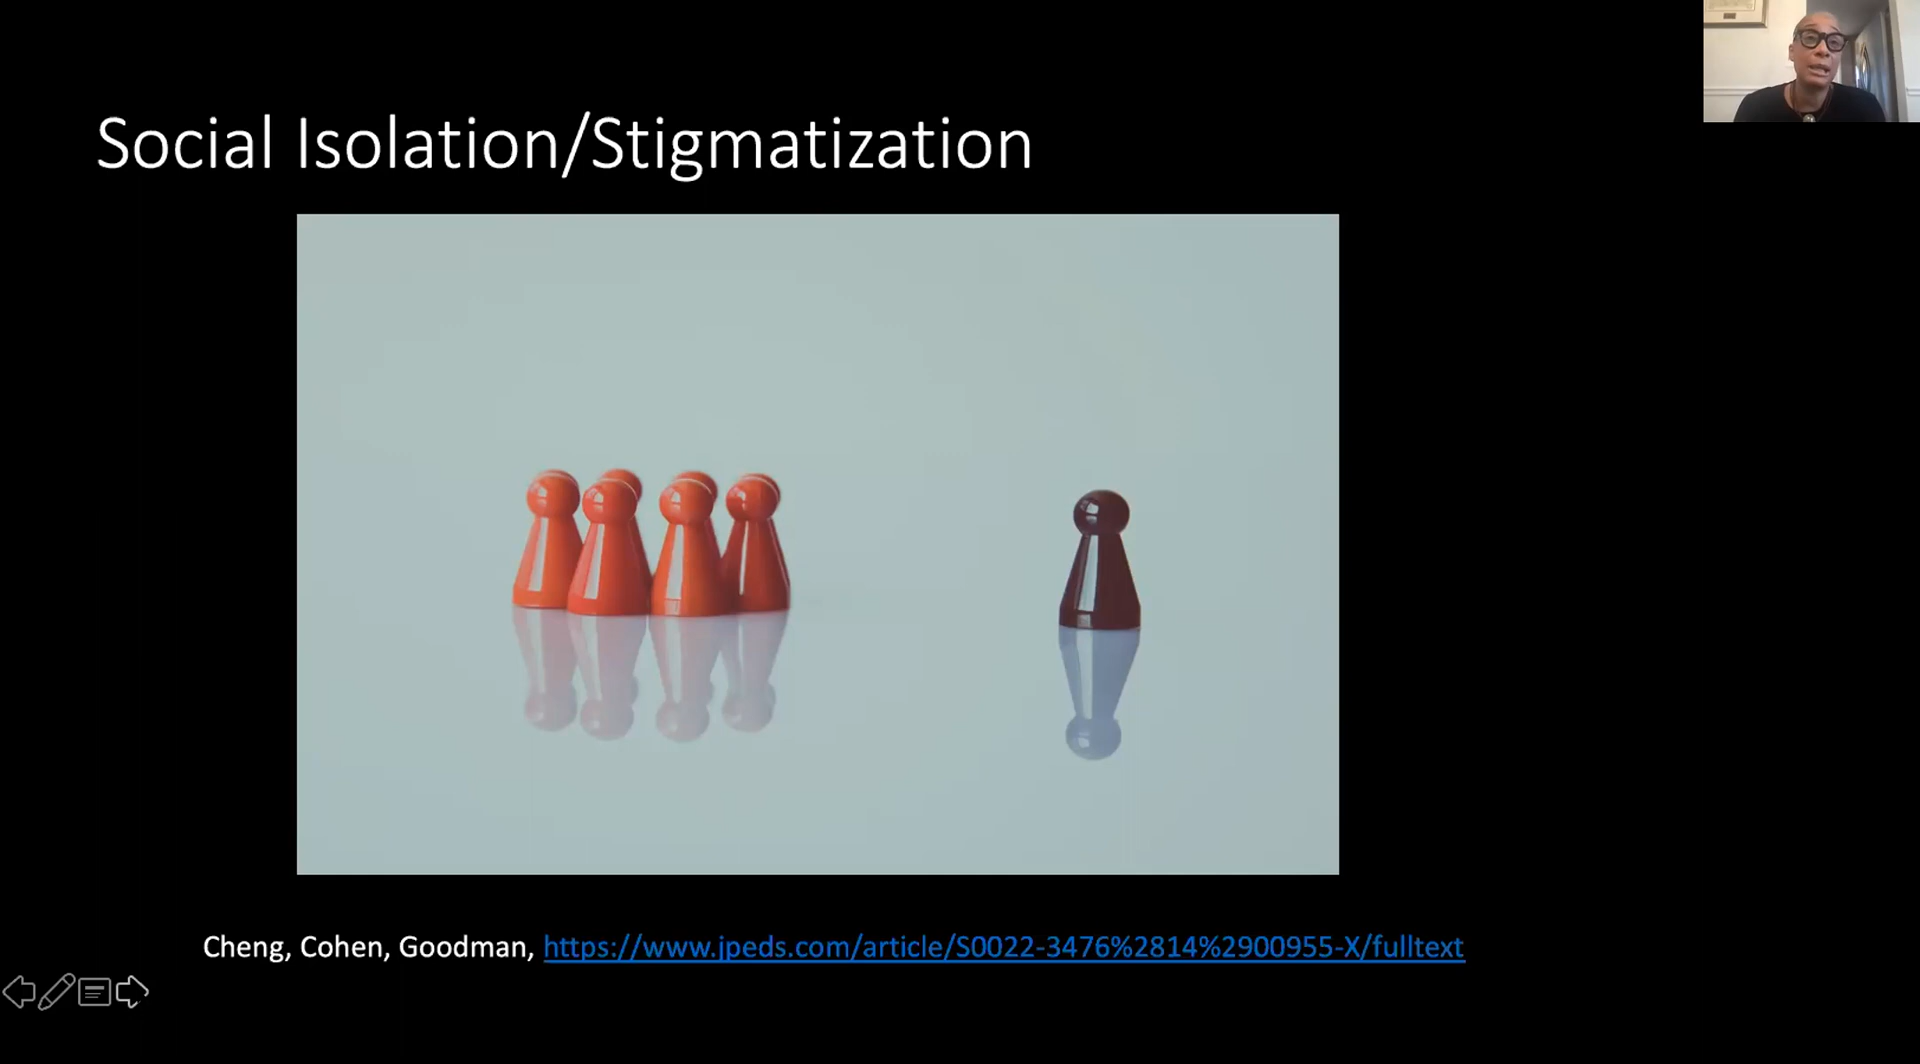 Social Isolation/Stigmatization
Cheng, Cohen, Goodman, https://www.jpeds.com/article/S0022-3476%2814%2900955-X/fulltext